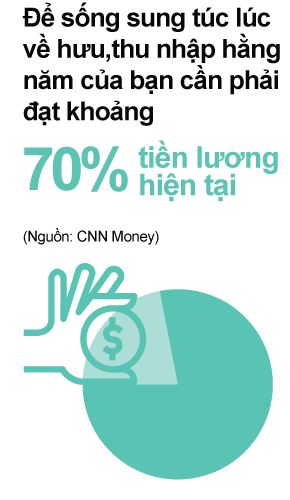 Để sống sung túc lúc
về hưu,thu nhập hằng
năm của bạn cần phải
đạt khoảng
70% tiền lương
hiện tại
(Nguồn: CNN Money)
$